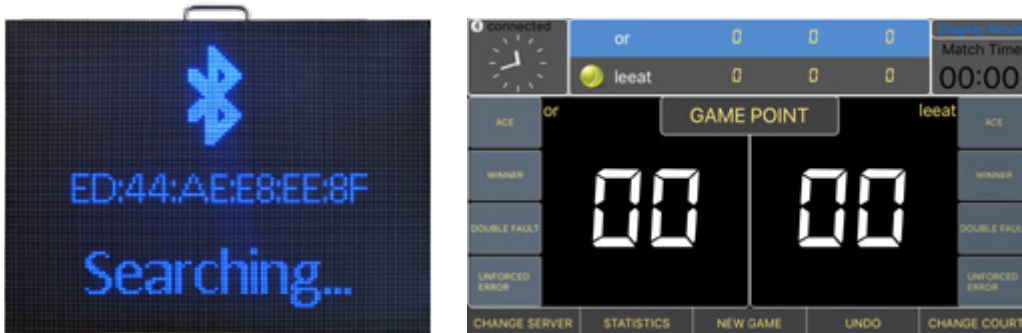 ED:44:AE:E8:EE:8F
Searching...
connected
or 0 0 0
leeat 0 0 0
Display Mode
Match Time
00:00
or
GAME POINT
leeat
ACE
00
00
ACE
WINNER
WINNER
DOUBLE FAULT
DOUBLE FAUL
UNFORCED
ERROR
UNFORCED
ERROR
CHANGE SERVER
STATISTICS
NEW GAME
UNDO
CHANGE COURT